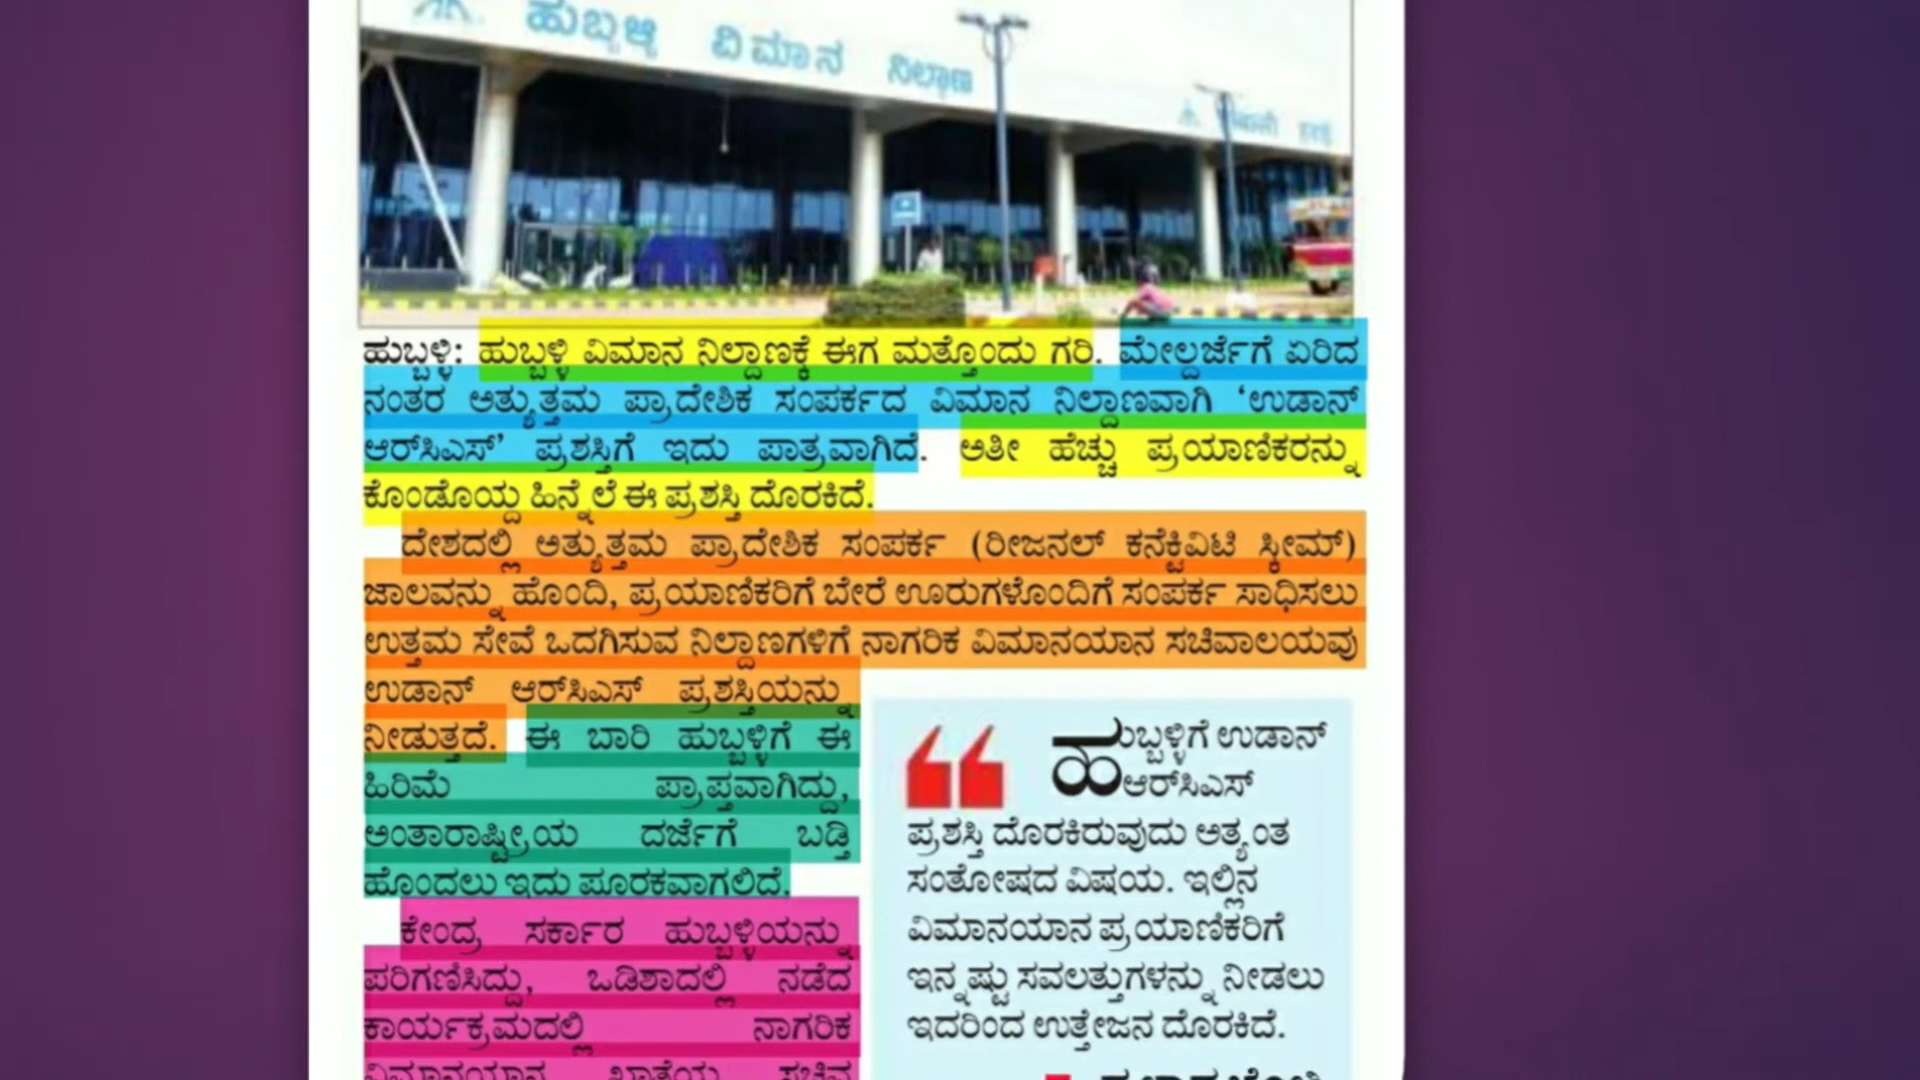 ಹುಬ್ಬಳ್ಳಿ ವಿಮಾನ ನಿಲ್ದಾಣ
ಹುಬ್ಬಳ್ಳಿ: ಹುಬ್ಬಳ್ಳಿ ವಿಮಾನ ನಿಲ್ದಾಣಕ್ಕೆ ಈಗ ಮತ್ತೊಂದು ಗರಿ. ಮೇಲ್ದರ್ಜೆಗೆ ಏರಿದ
ನಂತರ ಅತ್ಯುತ್ತಮ ಪ್ರಾದೇಶಿಕ ಸಂಪರ್ಕದ ವಿಮಾನ ನಿಲ್ದಾಣವಾಗಿ ‘ಉಡಾನ್
ಆರ್‌ಸಿಎಸ್’ ಪ್ರಶಸ್ತಿಗೆ ಇದು ಪಾತ್ರವಾಗಿದೆ. ಅತೀ ಹೆಚ್ಚು ಪ್ರಯಾಣಿಕರನ್ನು
ಕೊಂಡೊಯ್ದ ಹಿನ್ನೆಲೆ ಈ ಪ್ರಶಸ್ತಿ ದೊರಕಿದೆ.
ದೇಶದಲ್ಲಿ ಅತ್ಯುತ್ತಮ ಪ್ರಾದೇಶಿಕ ಸಂಪರ್ಕ (ರೀಜನಲ್ ಕನೆಕ್ಟಿವಿಟಿ ಸ್ಕೀಮ್)
ಜಾಲವನ್ನು ಹೊಂದಿ, ಪ್ರಯಾಣಿಕರಿಗೆ ಬೇರೆ ಊರುಗಳೊಂದಿಗೆ ಸಂಪರ್ಕ ಸಾಧಿಸಲು
ಉತ್ತಮ ಸೇವೆ ಒದಗಿಸುವ ನಿಲ್ದಾಣಗಳಿಗೆ ನಾಗರಿಕ ವಿಮಾನಯಾನ ಸಚಿವಾಲಯವು
ಉಡಾನ್ ಆರ್‌ಸಿಎಸ್ ಪ್ರಶಸ್ತಿಯನ್ನು
ನೀಡುತ್ತದೆ. ಈ ಬಾರಿ ಹುಬ್ಬಳ್ಳಿಗೆ ಈ
ಹಿರಿಮೆ ಪ್ರಾಪ್ತವಾಗಿದ್ದು,
ಅಂತಾರಾಷ್ಟ್ರೀಯ ದರ್ಜೆಗೆ ಬಡ್ತಿ
ಹೊಂದಲು ಇದು ಪೂರಕವಾಗಲಿದೆ.
ಕೇಂದ್ರ ಸರ್ಕಾರ ಹುಬ್ಬಳ್ಳಿಯನ್ನು
ಪರಿಗಣಿಸಿದ್ದು, ಒಡಿಶಾದಲ್ಲಿ ನಡೆದ
ಕಾರ್ಯಕ್ರಮದಲ್ಲಿ ನಾಗರಿಕ
ವಿಮಾನಯಾನ ಖಾತೆಯ ಸಚಿವ
ಹುಬ್ಬಳ್ಳಿಗೆ ಉಡಾನ್
ಆರ್‌ಸಿಎಸ್
ಪ್ರಶಸ್ತಿ ದೊರಕಿರುವುದು ಅತ್ಯಂತ
ಸಂತೋಷದ ವಿಷಯ. ಇಲ್ಲಿನ
ವಿಮಾನಯಾನ ಪ್ರಯಾಣಿಕರಿಗೆ
ಇನ್ನಷ್ಟು ಸವಲತ್ತುಗಳನ್ನು ನೀಡಲು
ಇದರಿಂದ ಉತ್ತೇಜನ ದೊರಕಿದೆ.